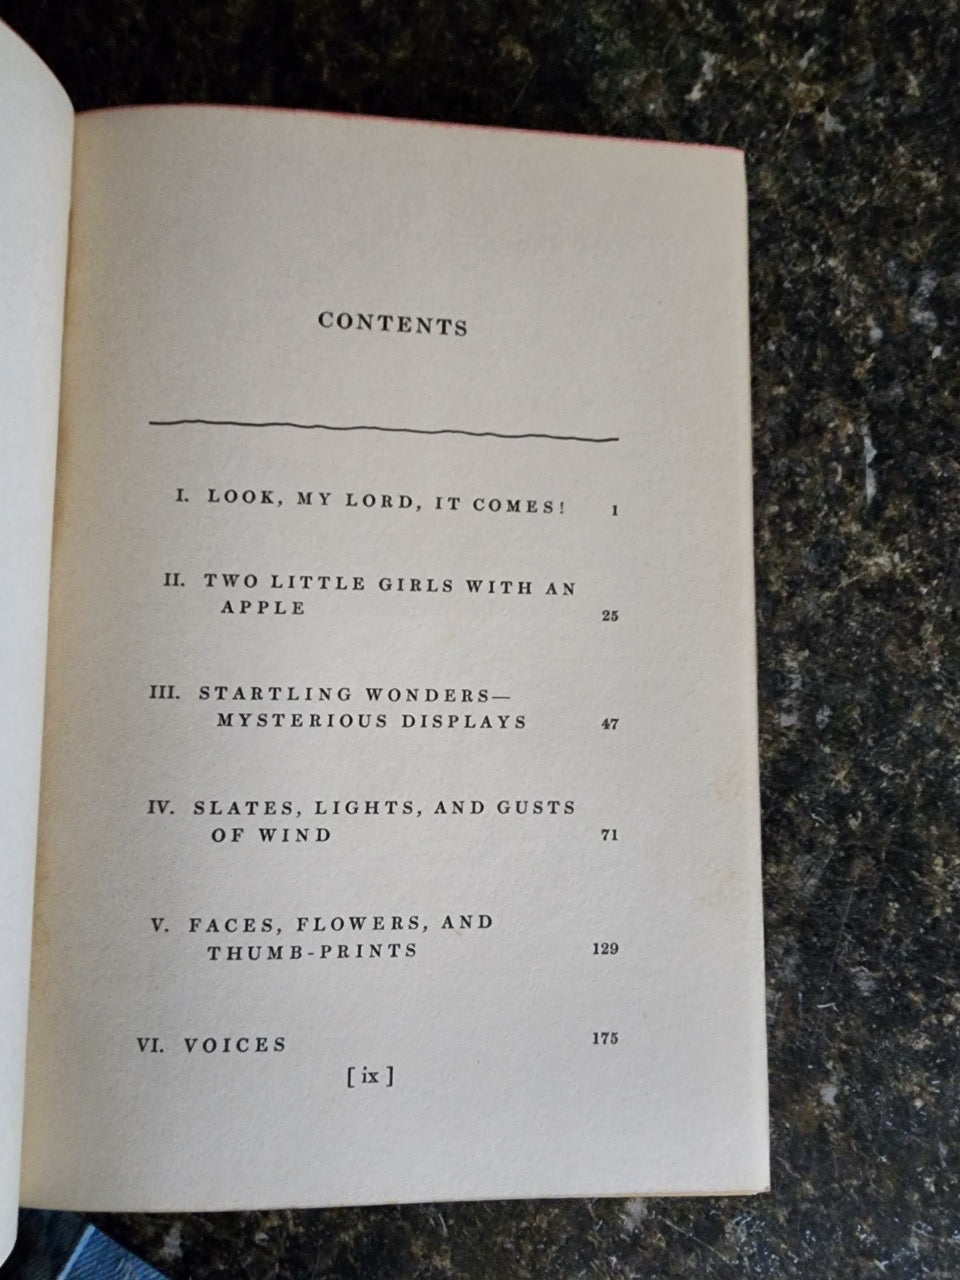 CONTENTS
I. LOOK, MY LORD, IT COMES! 1
II. TWO LITTLE GIRLS WITH AN
APPLE 25
III. STARTLING WONDERS—
MYSTERIOUS DISPLAYS 47
IV. SLATES, LIGHTS, AND GUSTS
OF WIND 71
V. FACES, FLOWERS, AND
THUMB-PRINTS 129
VI. VOICES 175
[ ix ]